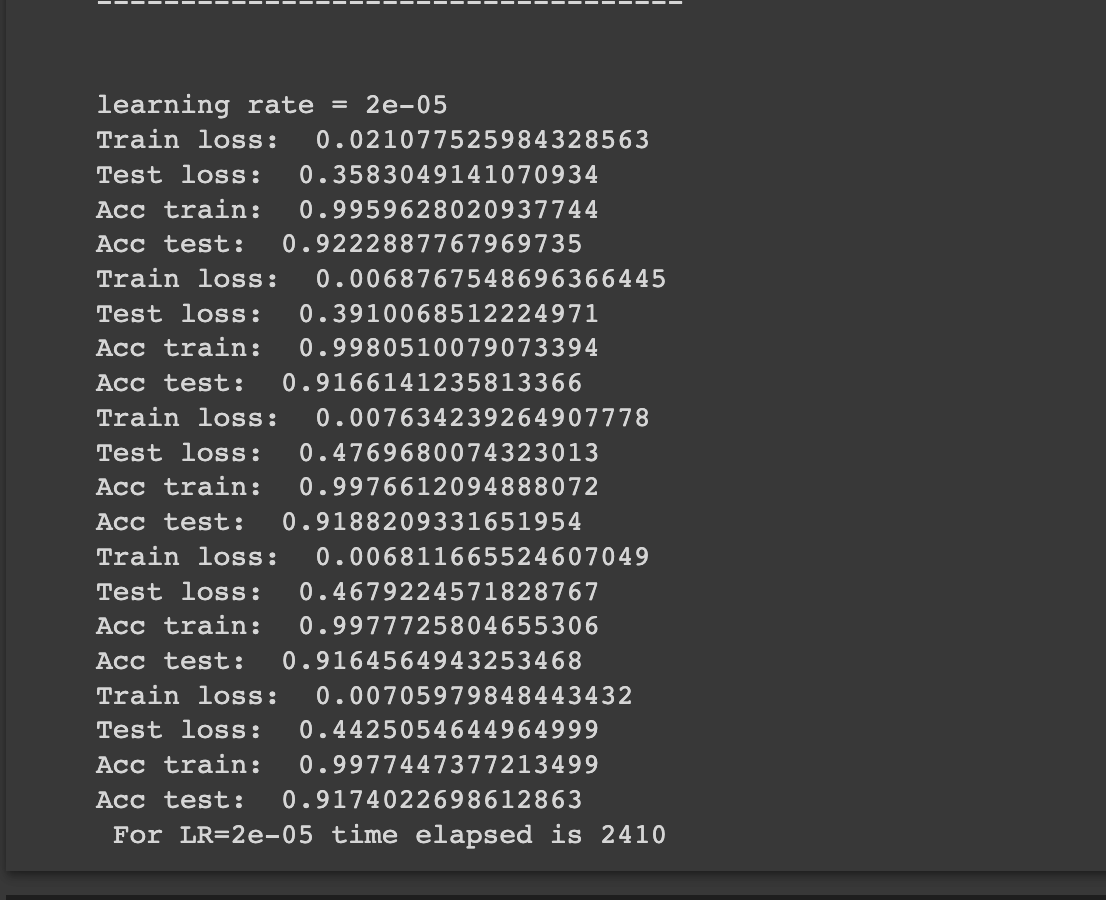 learning rate = 2e-05
Train loss:  0.021077525984328563
Test loss:  0.3583049141070934
Acc train:  0.9959628020937744
Acc test:  0.9222887767969735
Train loss:  0.0068767548696366445
Test loss:  0.3910068512224971
Acc train:  0.9980510079073394
Acc test:  0.9166141235813366
Train loss:  0.007634239264907778
Test loss:  0.4769680074323013
Acc train:  0.9976612094888072
Acc test:  0.9188209331651954
Train loss:  0.006811665524607049
Test loss:  0.4679224571828767
Acc train:  0.9977725804655306
Acc test:  0.9164564943253468
Train loss:  0.00705979848443432
Test loss:  0.4425054644964999
Acc train:  0.9977447377213499
Acc test:  0.9174022698612863
 For LR=2e-05 time elapsed is 2410